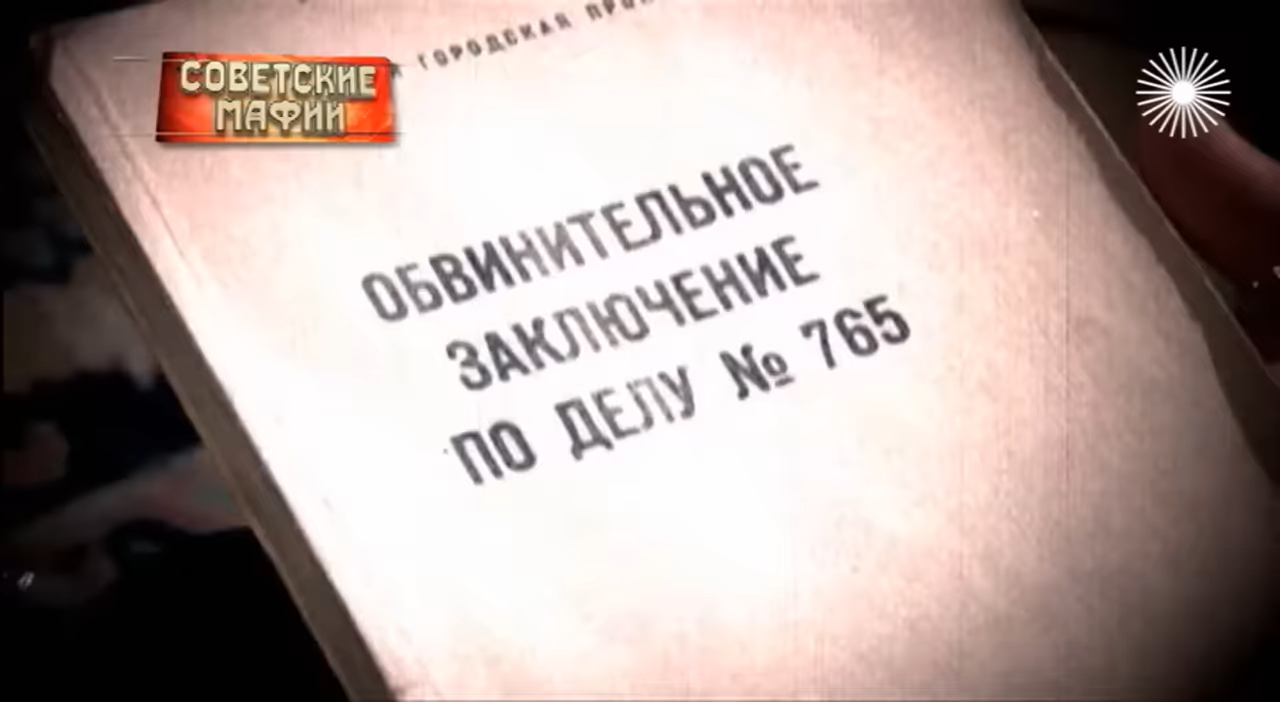 ГОРОДСКАЯ
СОВЕТСКИЕ
МАФИИ
ОБВИНИТЕЛЬНОЕ
ЗАКЛЮЧЕНИЕ
ПО ДЕЛУ № 765